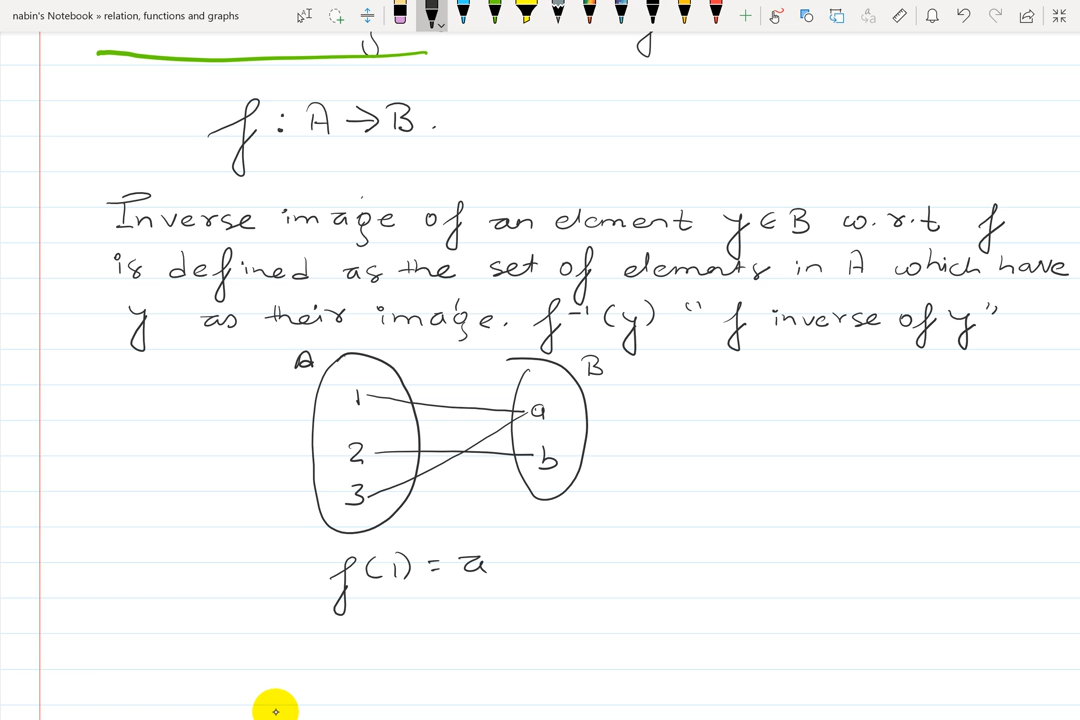 nabin's Notebook » relation, functions and graphs
f : A → B.
Inverse image of an element y ∈ B w.r.t f
is defined as the set of elements in A which have
y as their image. f⁻¹(y) "f inverse of y"
A B
1 a
2 b
3
f(1) = a